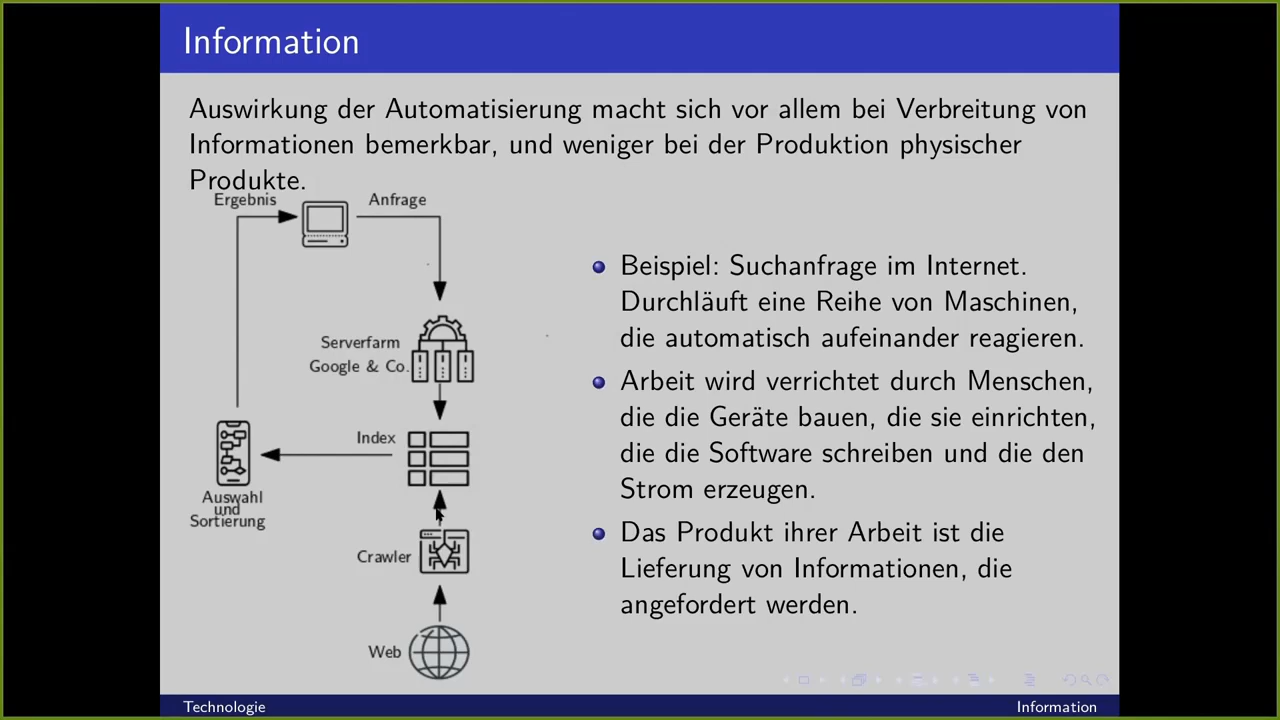 Information
Auswirkung der Automatisierung macht sich vor allem bei Verbreitung von
Informationen bemerkbar, und weniger bei der Produktion physischer
Produkte.
Ergebnis
Anfrage
Serverfarm
Google & Co.
Index
Auswahl
und
Sortierung
Crawler
Web
Beispiel: Suchanfrage im Internet.
Durchläuft eine Reihe von Maschinen,
die automatisch aufeinander reagieren.
Arbeit wird verrichtet durch Menschen,
die die Geräte bauen, die sie einrichten,
die die Software schreiben und die den
Strom erzeugen.
Das Produkt ihrer Arbeit ist die
Lieferung von Informationen, die
angefordert werden.
Technologie
Information